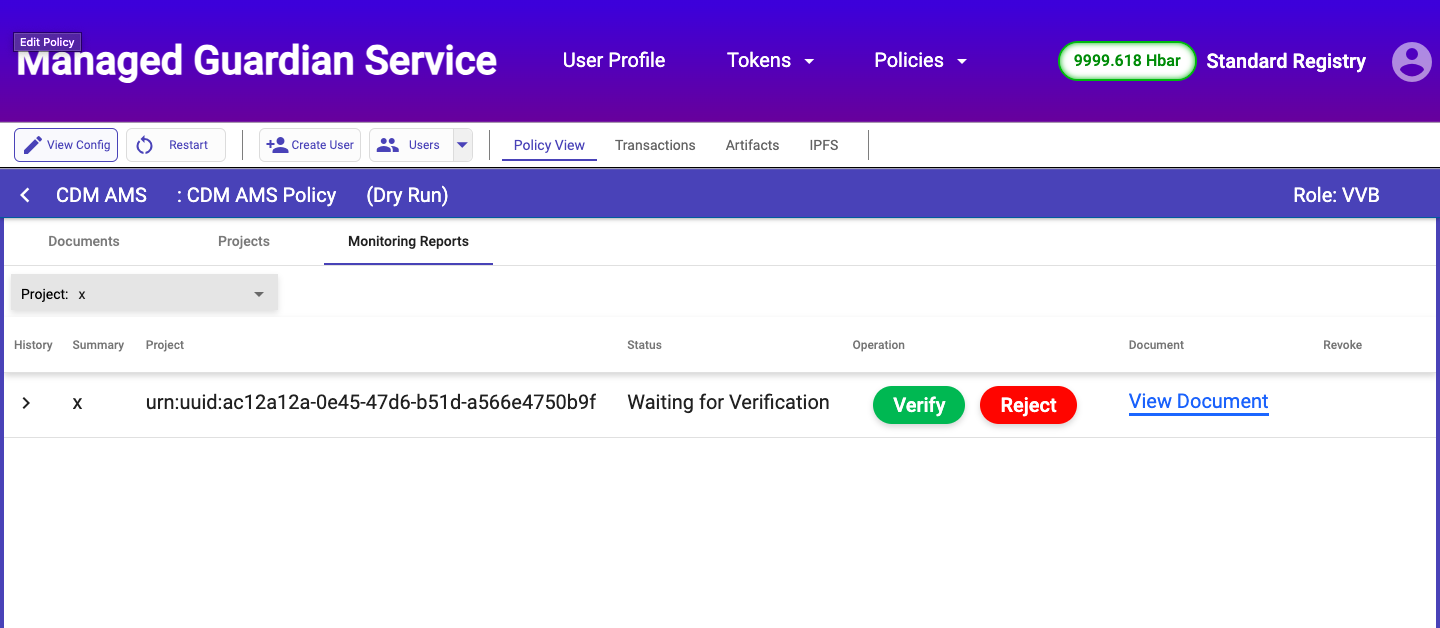 Edit Policy
Managed Guardian Service
User Profile
Tokens
Policies
9999.618 Hbar
Standard Registry
View Config
Restart
Create User
Users
Policy View
Transactions
Artifacts
IPFS
CDM AMS : CDM AMS Policy (Dry Run)
Role: VVB
Documents
Projects
Monitoring Reports
Project: x
History Summary Project Status Operation Document Revoke
x urn:uuid:ac12a12a-0e45-47d6-b51d-a566e4750b9f Waiting for Verification Verify Reject View Document